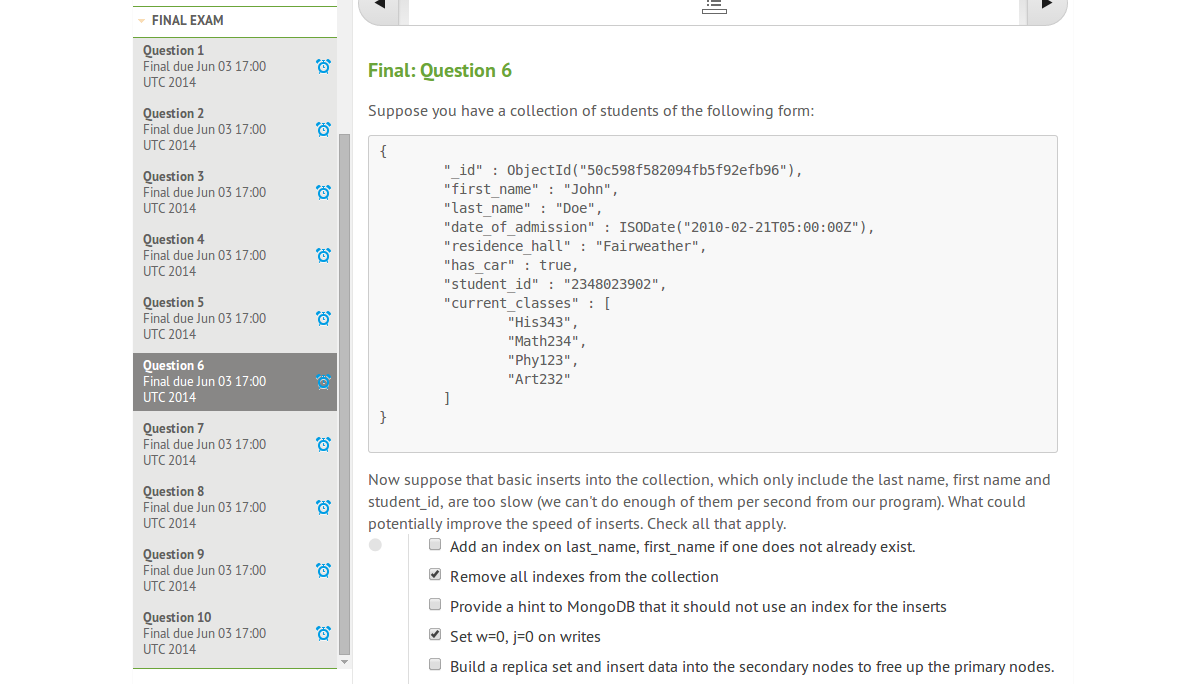 FINAL EXAM
Question 1
Final due Jun 03 17:00
UTC 2014
Question 2
Final due Jun 03 17:00
UTC 2014
Question 3
Final due Jun 03 17:00
UTC 2014
Question 4
Final due Jun 03 17:00
UTC 2014
Question 5
Final due Jun 03 17:00
UTC 2014
Question 6
Final due Jun 03 17:00
UTC 2014
Question 7
Final due Jun 03 17:00
UTC 2014
Question 8
Final due Jun 03 17:00
UTC 2014
Question 9
Final due Jun 03 17:00
UTC 2014
Question 10
Final due Jun 03 17:00
UTC 2014
Final: Question 6
Suppose you have a collection of students of the following form:
{
"_id" : ObjectId("50c598f582094fb5f92efb96"),
"first_name" : "John",
"last_name" : "Doe",
"date_of_admission" : ISODate("2010-02-21T05:00:00Z"),
"residence_hall" : "Fairweather",
"has_car" : true,
"student_id" : "2348023902",
"current_classes" : [
"His343",
"Math234",
"Phy123",
"Art232"
]
}
Now suppose that basic inserts into the collection, which only include the last name, first name and
student_id, are too slow (we can't do enough of them per second from our program). What could
potentially improve the speed of inserts. Check all that apply.
Add an index on last_name, first_name if one does not already exist.
Remove all indexes from the collection
Provide a hint to MongoDB that it should not use an index for the inserts
Set w=0, j=0 on writes
Build a replica set and insert data into the secondary nodes to free up the primary nodes.